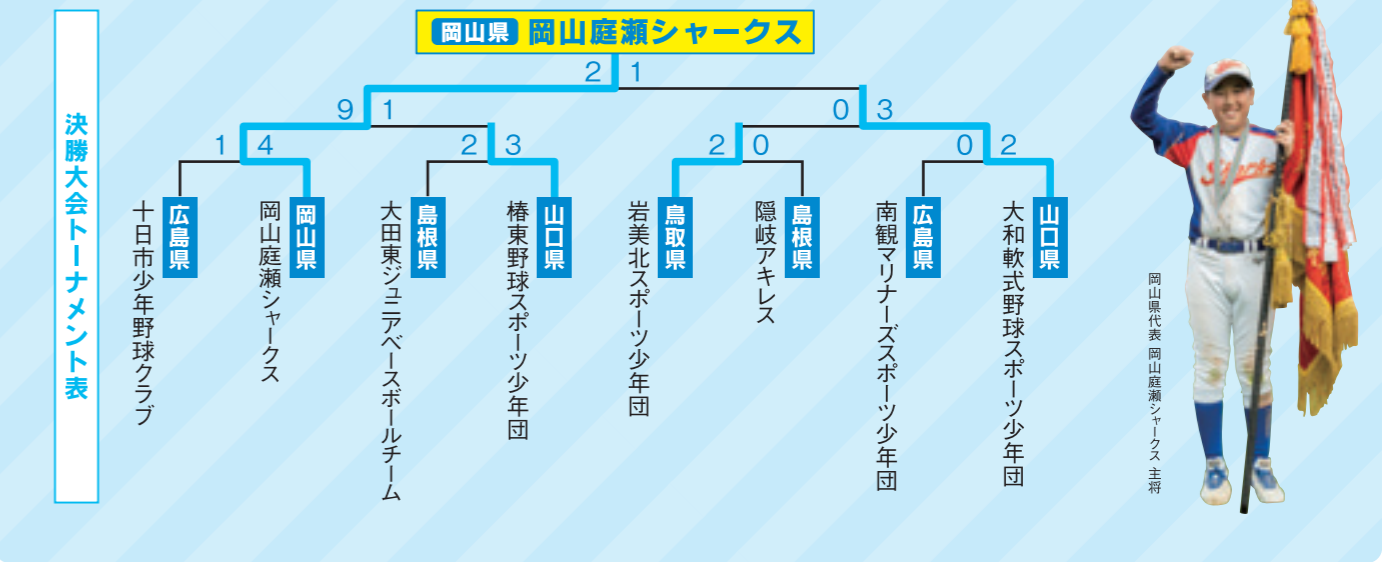 岡山県 岡山庭瀬シャークス
決勝大会トーナメント表
2 1
9 1
0 3
1 4
2 3
2 0
0 2
広島県
十日市少年野球クラブ
岡山県
岡山庭瀬シャークス
島根県
大田東ジュニアベースボールチーム
山口県
椿東野球スポーツ少年団
鳥取県
岩美北スポーツ少年団
島根県
隠岐アキレス
広島県
南観マリナーズスポーツ少年団
山口県
大和軟式野球スポーツ少年団
岡山県代表 岡山庭瀬シャークス 主将